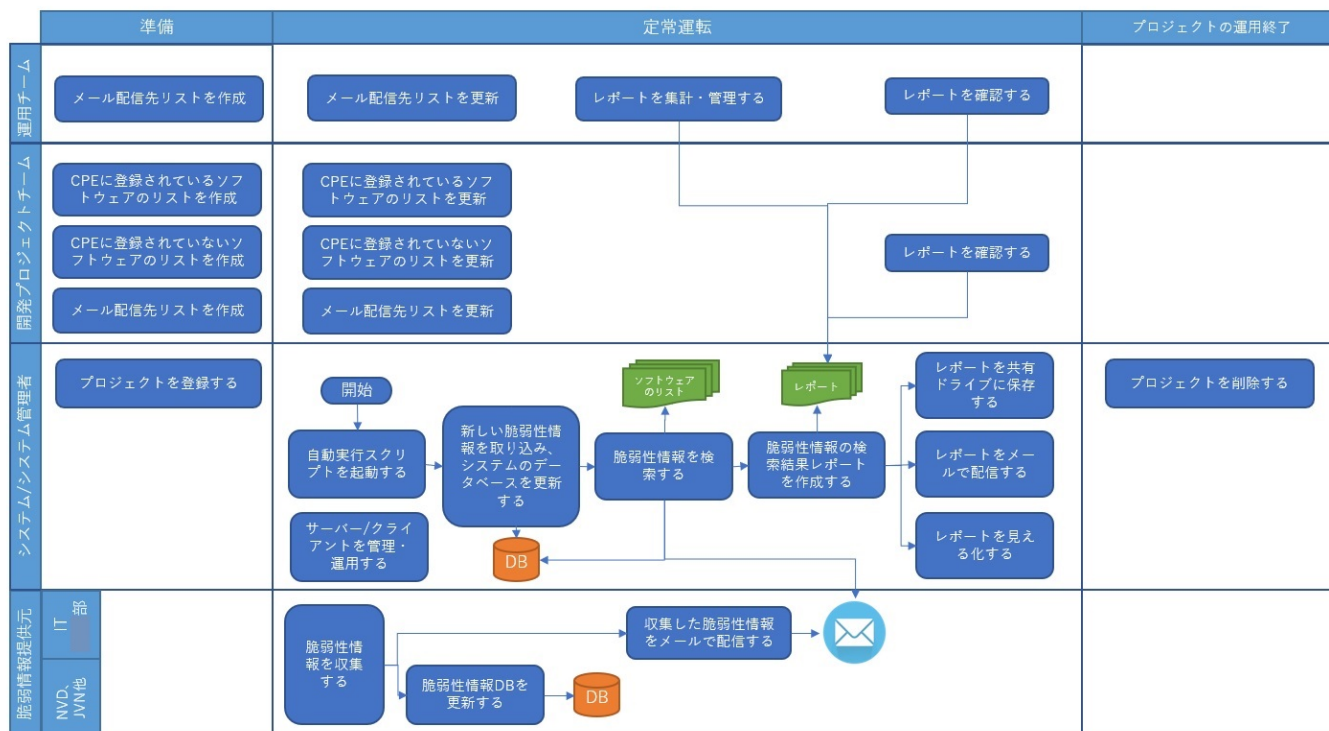 準備
定常運転
プロジェクトの運用終了
運用チーム
メール配信先リストを作成
メール配信先リストを更新
レポートを集計・管理する
レポートを確認する
開発プロジェクトチーム
CPEに登録されているソフ
トウェアのリストを作成
CPEに登録されているソフ
トウェアのリストを更新
CPEに登録されていないソ
フトウェアのリストを作成
CPEに登録されていないソ
フトウェアのリストを更新
レポートを確認する
メール配信先リストを作成
メール配信先リストを更新
システム/システム管理者
プロジェクトを登録する
開始
自動実行スクリ
プトを起動する
新しい脆弱性情
報を取り込み、
システムのデー
タベースを更新
する
ソフトウェア
のリスト
脆弱性情報を検
索する
レポート
脆弱性情報の検
索結果レポート
を作成する
レポートを共有
ドライブに保存
する
レポートをメー
ルで配信する
レポートを見え
る化する
サーバー/クライ
アントを管理・
運用する
DB
プロジェクトを削除する
脆弱情報提供元
IT
部
NVD、
JVN他
脆弱性情
報を収集
する
収集した脆弱性情報
をメールで配信する
脆弱性情報DBを
更新する
DB